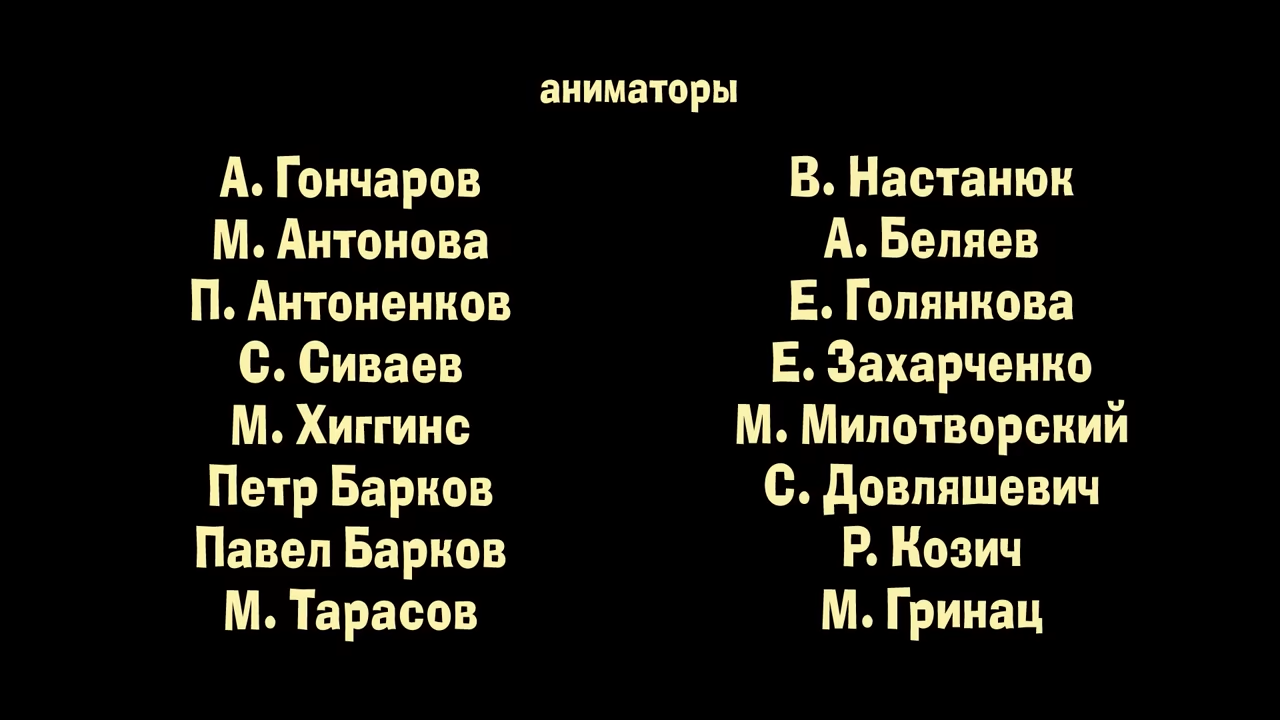 аниматоры
А. Гончаров
М. Антонова
П. Антоненков
С. Сиваев
М. Хиггинс
Петр Барков
Павел Барков
М. Тарасов
В. Настанюк
А. Беляев
Е. Голянкова
Е. Захарченко
М. Милотворский
С. Довляшевич
Р. Козич
М. Гринац